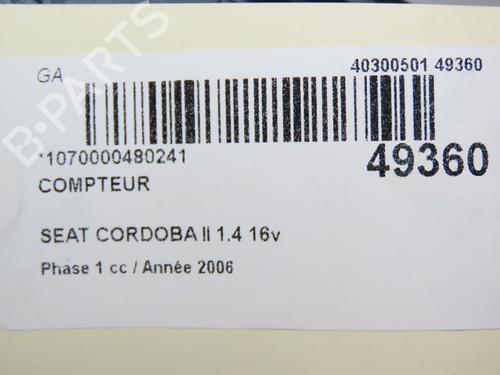 GA
40300501 49360
*1070000480241
49360
COMPTEUR
SEAT CORDOBA II 1.4 16v
Phase 1 cc / Année 2006
B-PARTS